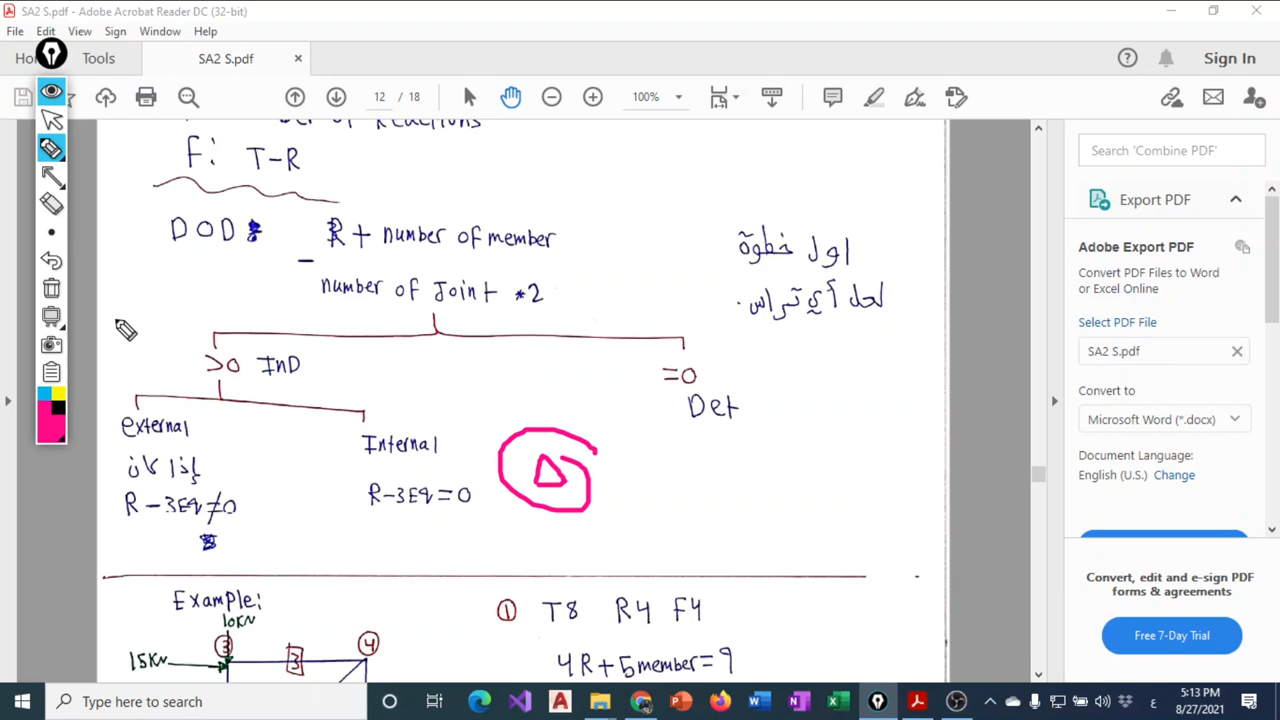 SA2 S.pdf - Adobe Acrobat Reader DC (32-bit)
File Edit View Sign Window Help
Tools SA2 S.pdf × Sign In
12 / 18 100%
Reactions
F: T-R
DOD: R + number of member
-
number of Joint *2
اول خطوة
لحل أي تراس.
>0 InD
=0
Det
External
إذا كان
R-3Eq≠0
Internal
R-3Eq=0
Example:
10KN
3 3 4
15KN
1 T8 R4 F4
4R+5member=9
Search 'Combine PDF'
Export PDF
Adobe Export PDF
Convert PDF Files to Word
or Excel Online
Select PDF File
SA2 S.pdf
Convert to
Microsoft Word (*.docx)
Document Language:
English (U.S.) Change
Convert, edit and e-sign PDF
forms & agreements
Free 7-Day Trial
Type here to search
ع
5:13 PM
8/27/2021